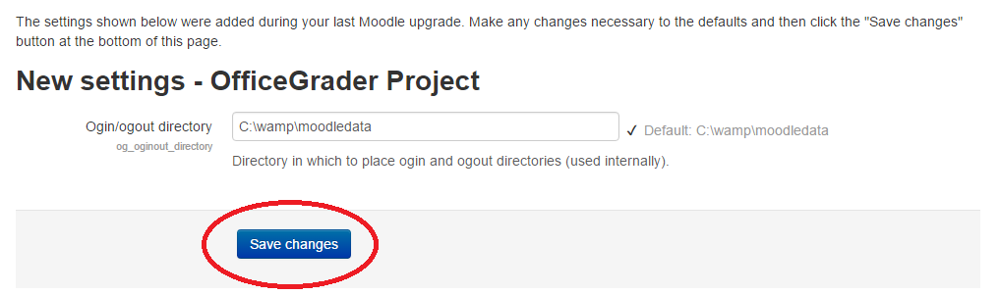 The settings shown below were added during your last Moodle upgrade. Make any changes necessary to the defaults and then click the "Save changes"
button at the bottom of this page.
New settings - OfficeGrader Project
Ogin/ogout directory C:\wamp\moodledata ✓ Default: C:\wamp\moodledata
og_oginout_directory
Directory in which to place ogin and ogout directories (used internally).
Save changes